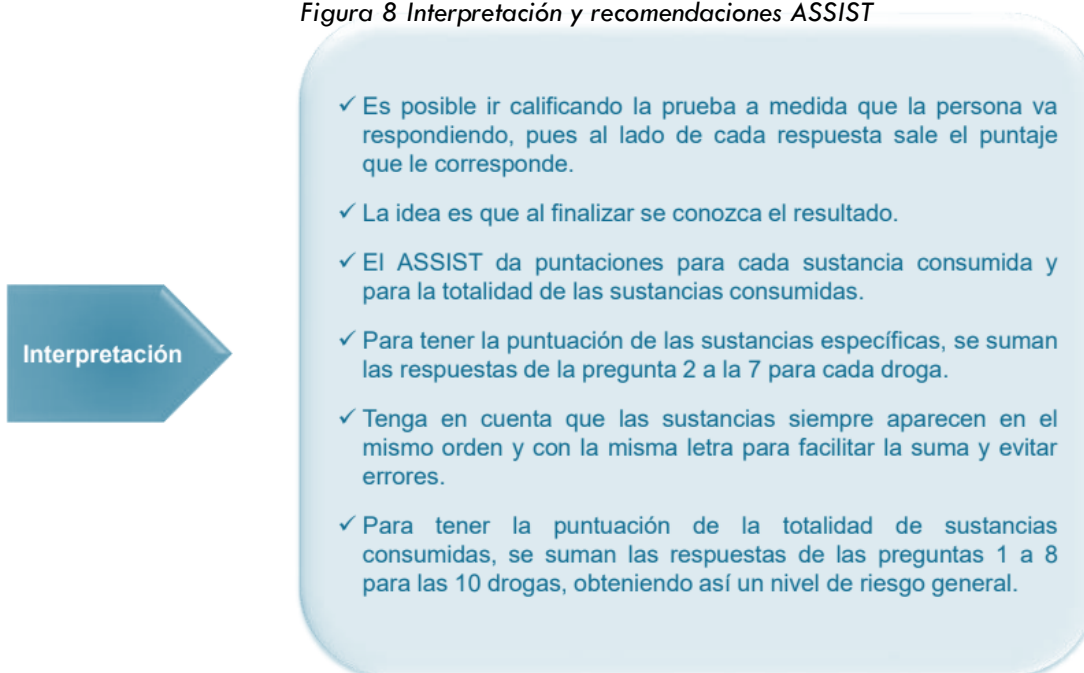 Figura 8 Interpretación y recomendaciones ASSIST
✓ Es posible ir calificando la prueba a medida que la persona va
respondiendo, pues al lado de cada respuesta sale el puntaje
que le corresponde.
✓ La idea es que al finalizar se conozca el resultado.
✓ El ASSIST da puntaciones para cada sustancia consumida y
para la totalidad de las sustancias consumidas.
Interpretación
✓ Para tener la puntuación de las sustancias específicas, se suman
las respuestas de la pregunta 2 a la 7 para cada droga.
✓ Tenga en cuenta que las sustancias siempre aparecen en el
mismo orden y con la misma letra para facilitar la suma y evitar
errores.
✓ Para tener la puntuación de la totalidad de sustancias
consumidas, se suman las respuestas de las preguntas 1 a 8
para las 10 drogas, obteniendo así un nivel de riesgo general.